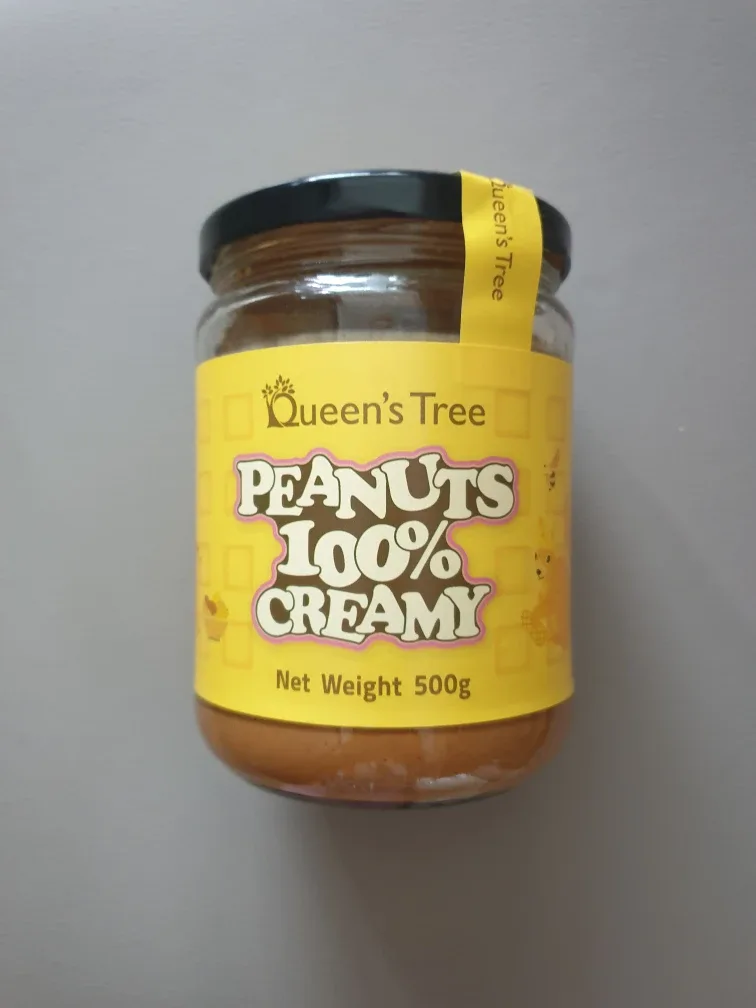 Queen's Tree
Queen's Tree
PEANUTS
100%
CREAMY
Net Weight 500g